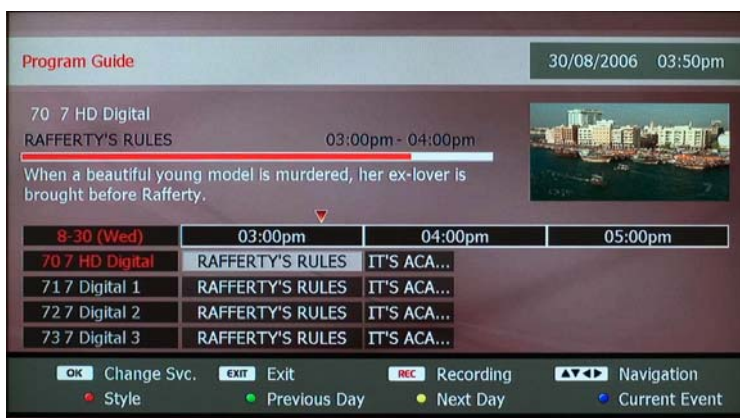 Program Guide
30/08/2006 03:50pm
70 7 HD Digital
RAFFERTY'S RULES 03:00pm - 04:00pm
When a beautiful young model is murdered, her ex-lover is
brought before Rafferty.
8-30 (Wed) 03:00pm 04:00pm 05:00pm
70 7 HD Digital RAFFERTY'S RULES IT'S ACA...
71 7 Digital 1 RAFFERTY'S RULES IT'S ACA...
72 7 Digital 2 RAFFERTY'S RULES IT'S ACA...
73 7 Digital 3 RAFFERTY'S RULES IT'S ACA...
OK Change Svc. EXIT Exit REC Recording ▲▼◄► Navigation
Style Previous Day Next Day Current Event